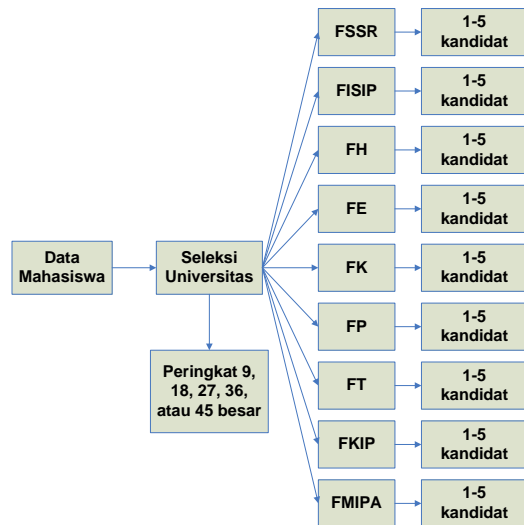 FSSR
1-5
kandidat
FISIP
1-5
kandidat
FH
1-5
kandidat
FE
1-5
kandidat
Data
Mahasiswa
Seleksi
Universitas
FK
1-5
kandidat
FP
1-5
kandidat
Peringkat 9,
18, 27, 36,
atau 45 besar
FT
1-5
kandidat
FKIP
1-5
kandidat
FMIPA
1-5
kandidat